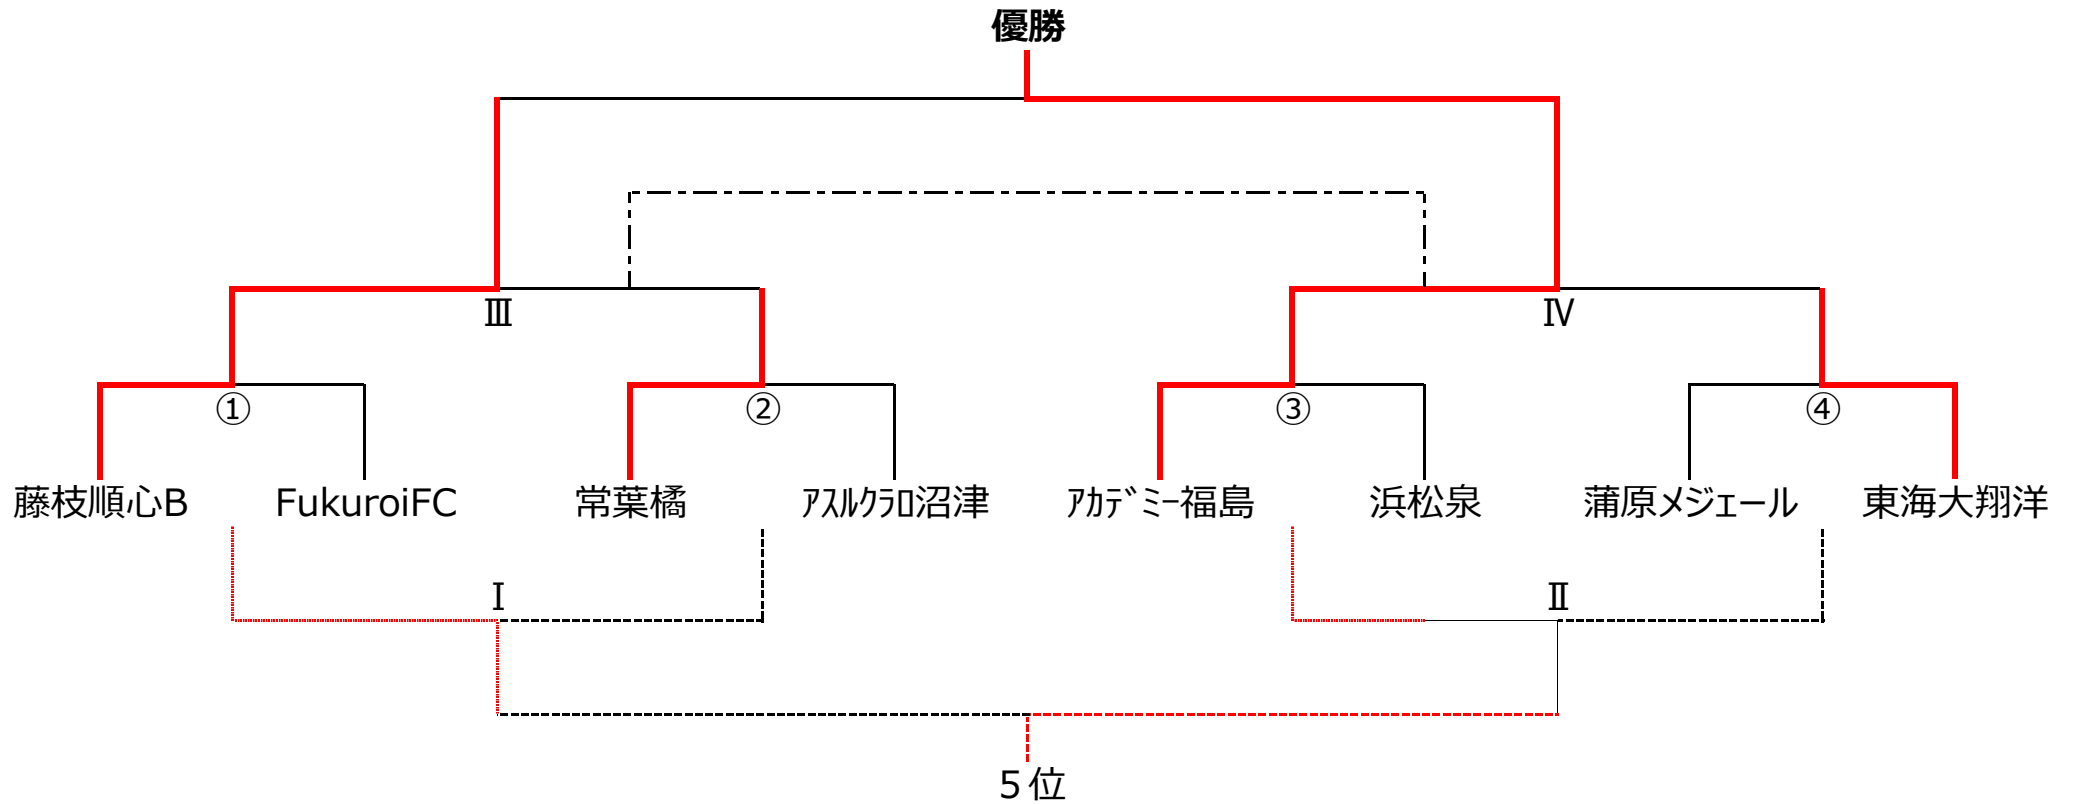 優勝
Ⅲ
Ⅳ
①
②
③
④
藤枝順心B
FukuroiFC
常葉橘
ｱｽﾙｸﾗﾛ沼津
ｱｶﾃﾞﾐｰ福島
浜松泉
蒲原メジェール
東海大翔洋
Ⅰ
Ⅱ
５位